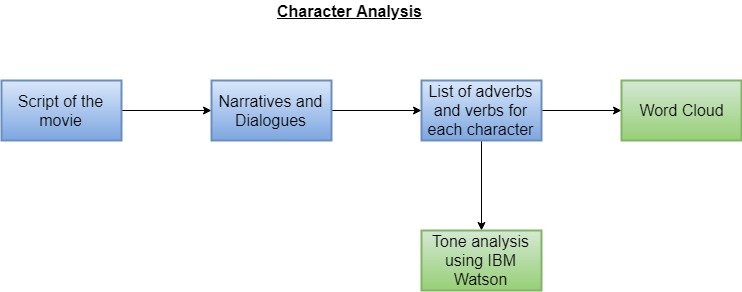 Character Analysis
Script of the
movie
Narratives and
Dialogues
List of adverbs
and verbs for
each character
Word Cloud
Tone analysis
using IBM
Watson